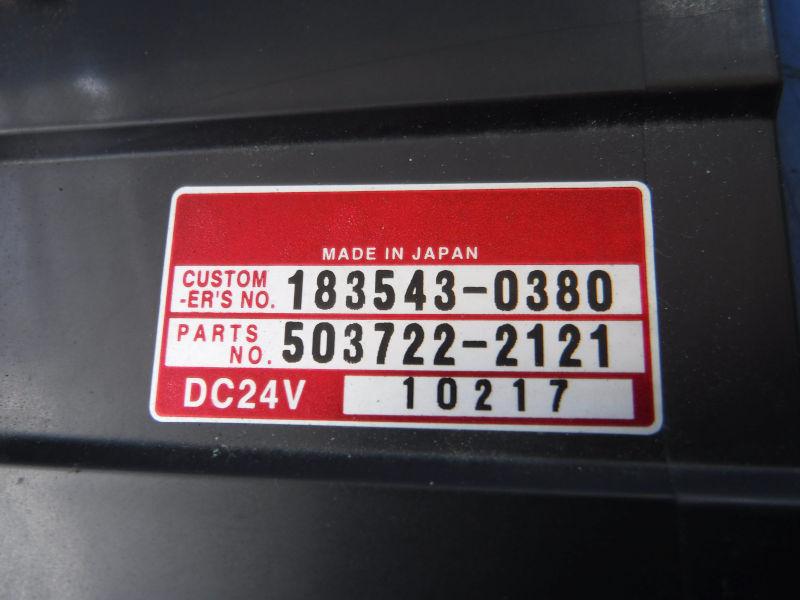 MADE IN JAPAN
CUSTOM
-ER'S NO. 183543-0380
PARTS
NO. 503722-2121
DC24V 10217